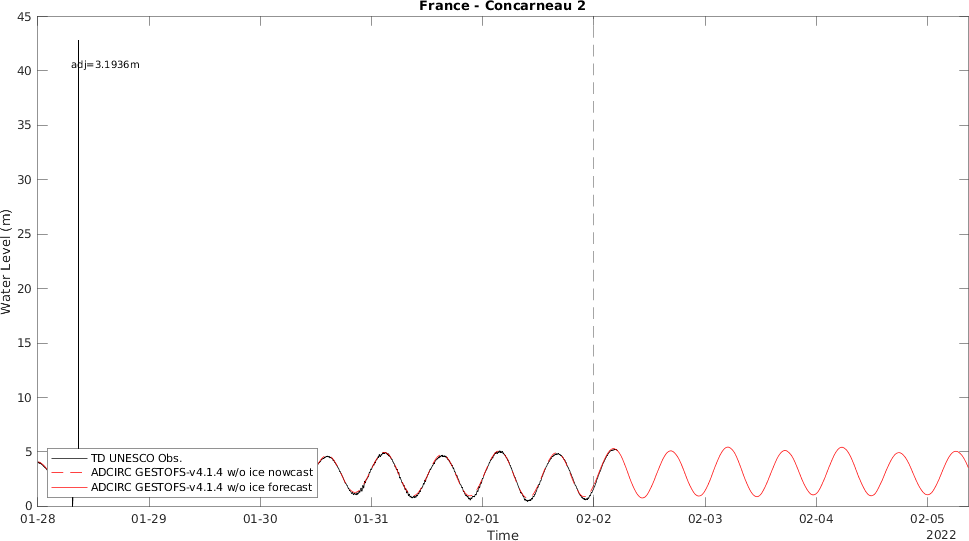 France - Concarneau 2
45
40
35
30
25
20
15
10
5
0
Water Level (m)
adj=3.1936m
TD UNESCO Obs.
ADCIRC GESTOFS-v4.1.4 w/o ice nowcast
ADCIRC GESTOFS-v4.1.4 w/o ice forecast
01-28 01-29 01-30 01-31 02-01 02-02 02-03 02-04 02-05
Time
2022